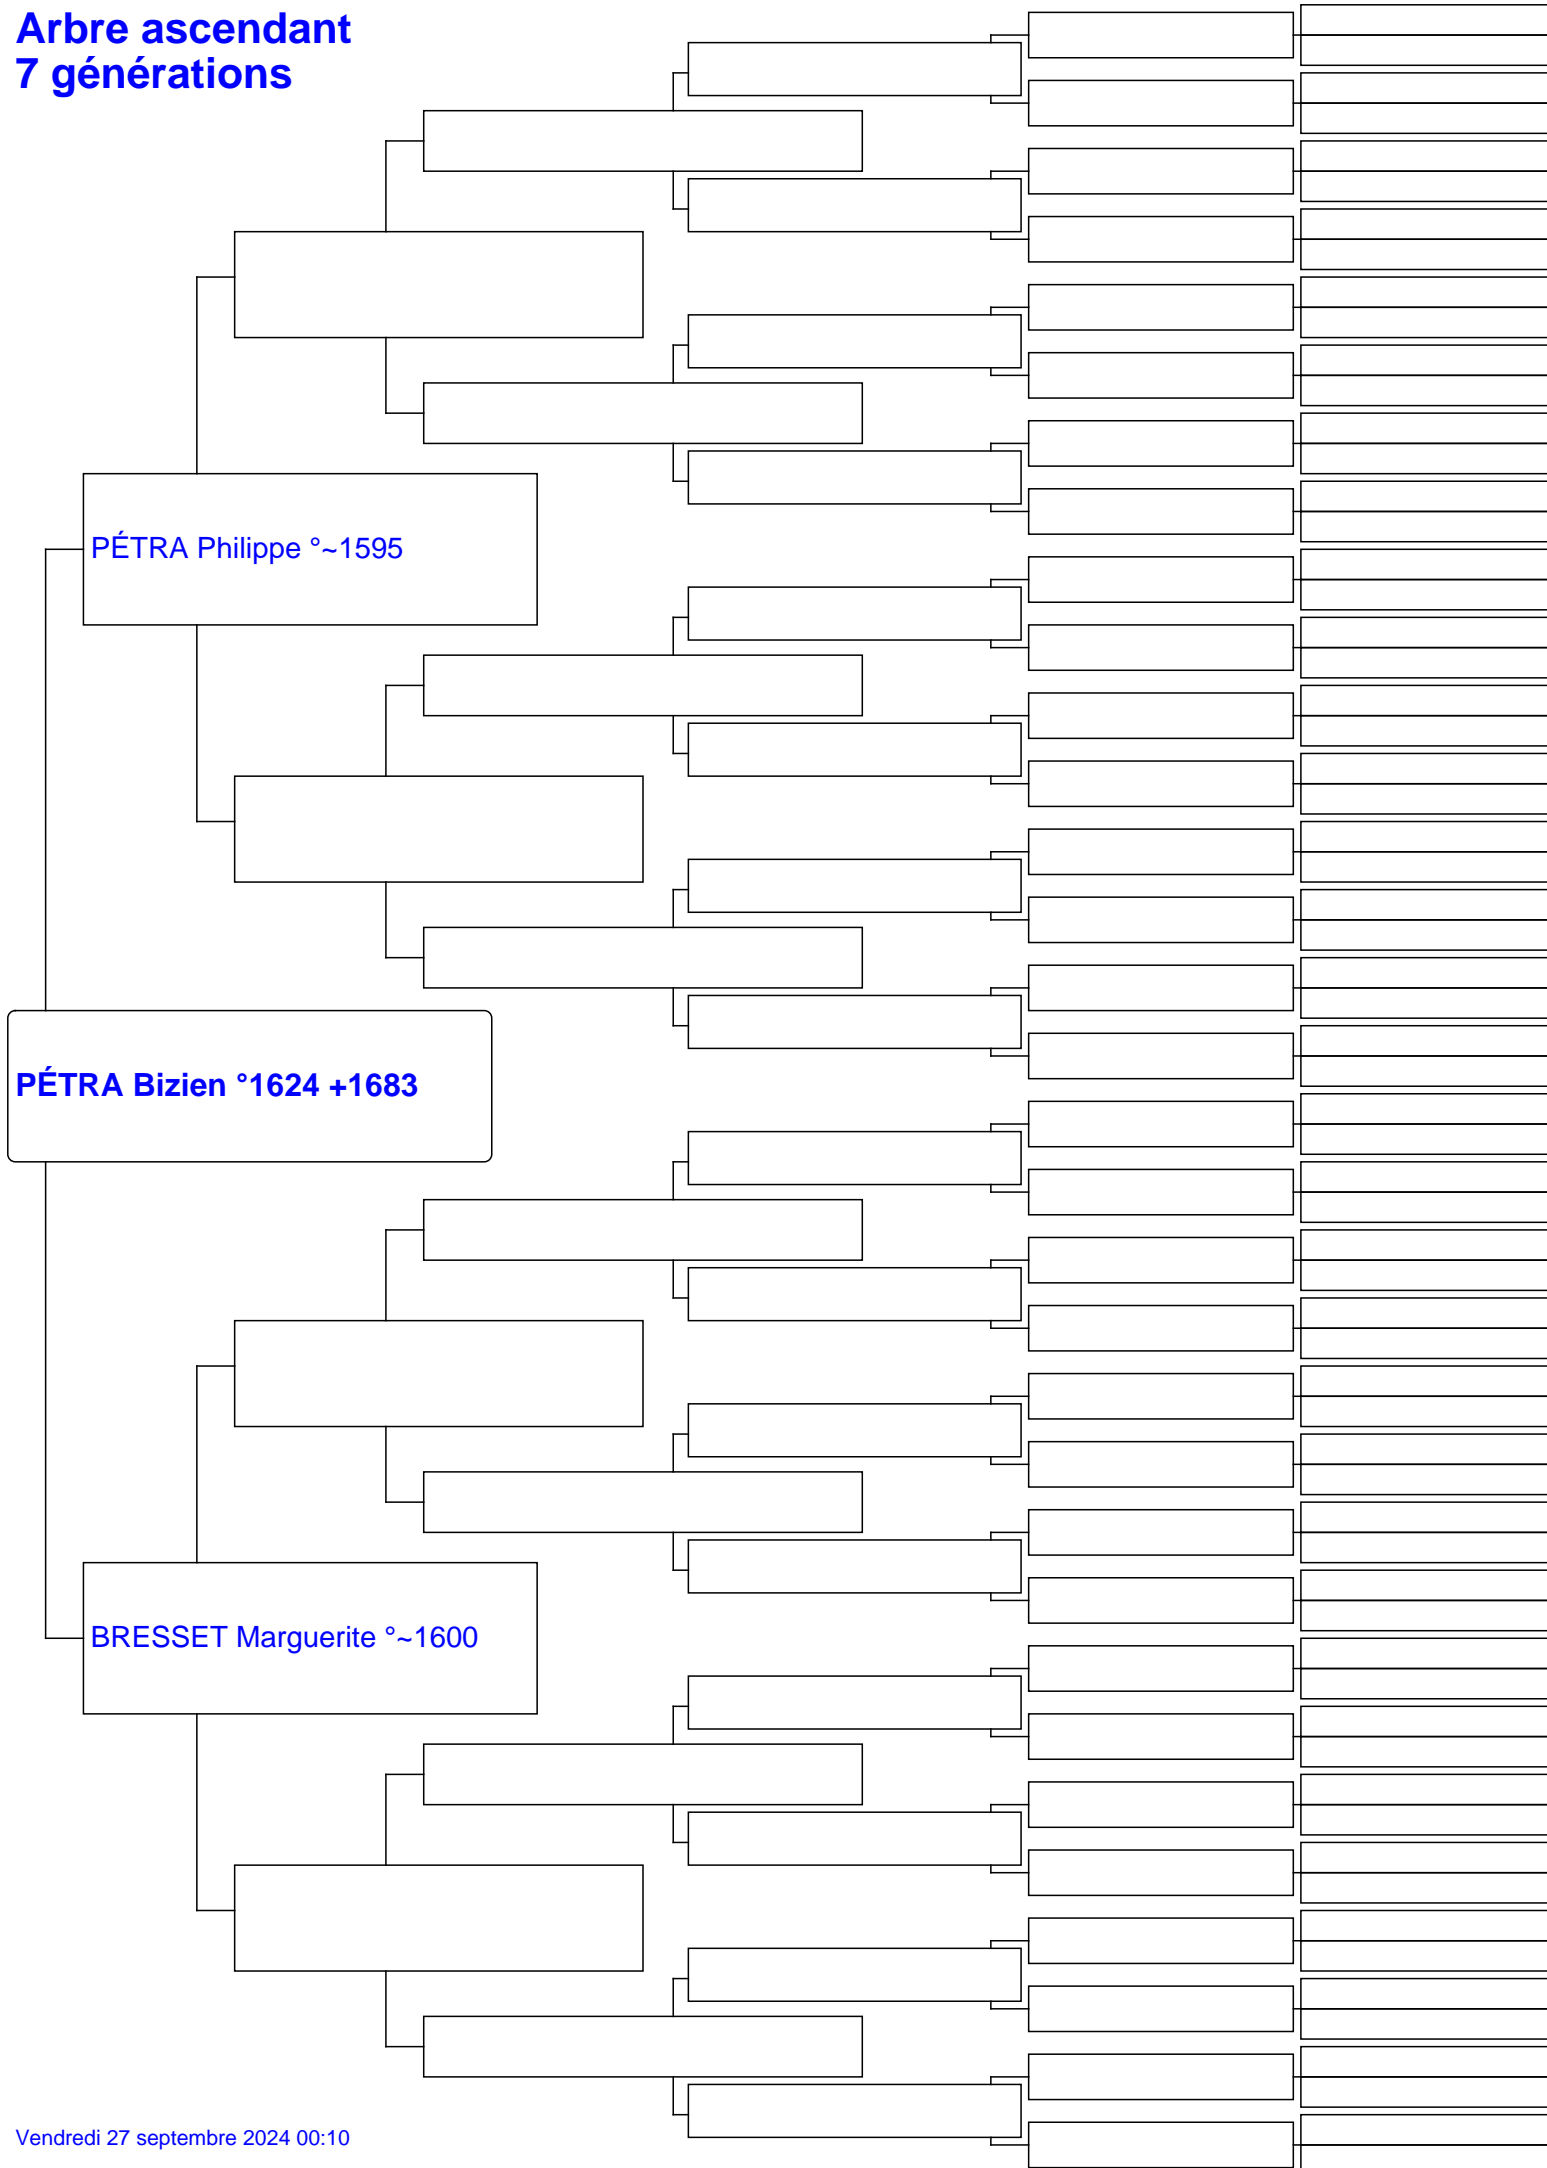 Arbre ascendant
7 générations
PÉTRA Philippe °~1595
PÉTRA Bizien °1624 +1683
BRESSET Marguerite °~1600
Vendredi 27 septembre 2024 00:10